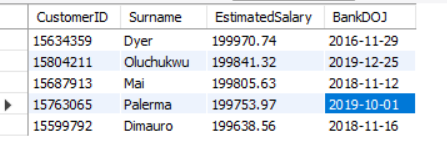 CustomerID Surname EstimatedSalary BankDOJ
15634359 Dyer 199970.74 2016-11-29
15804211 Oluchukwu 199841.32 2019-12-25
15687913 Mai 199805.63 2018-11-12
15763065 Palerma 199753.97 2019-10-01
15599792 Dimauro 199638.56 2018-11-16